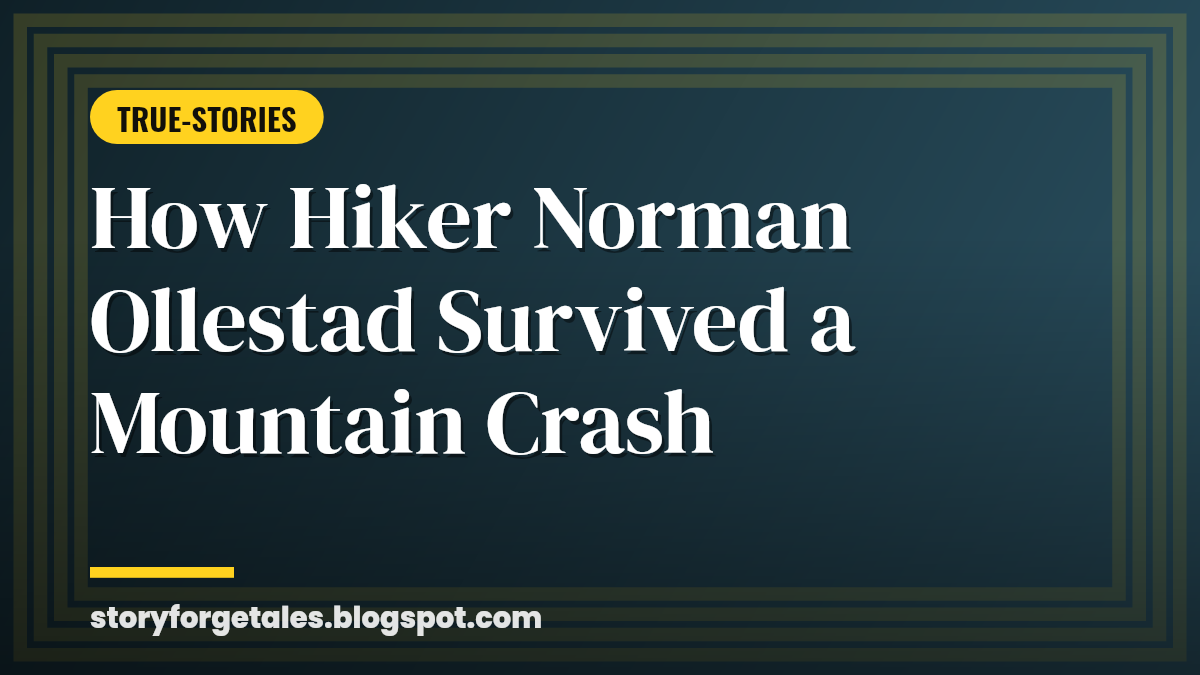 TRUE-STORIES
How Hiker Norman
Ollestad Survived a
Mountain Crash
storyforgetales.blogspot.com